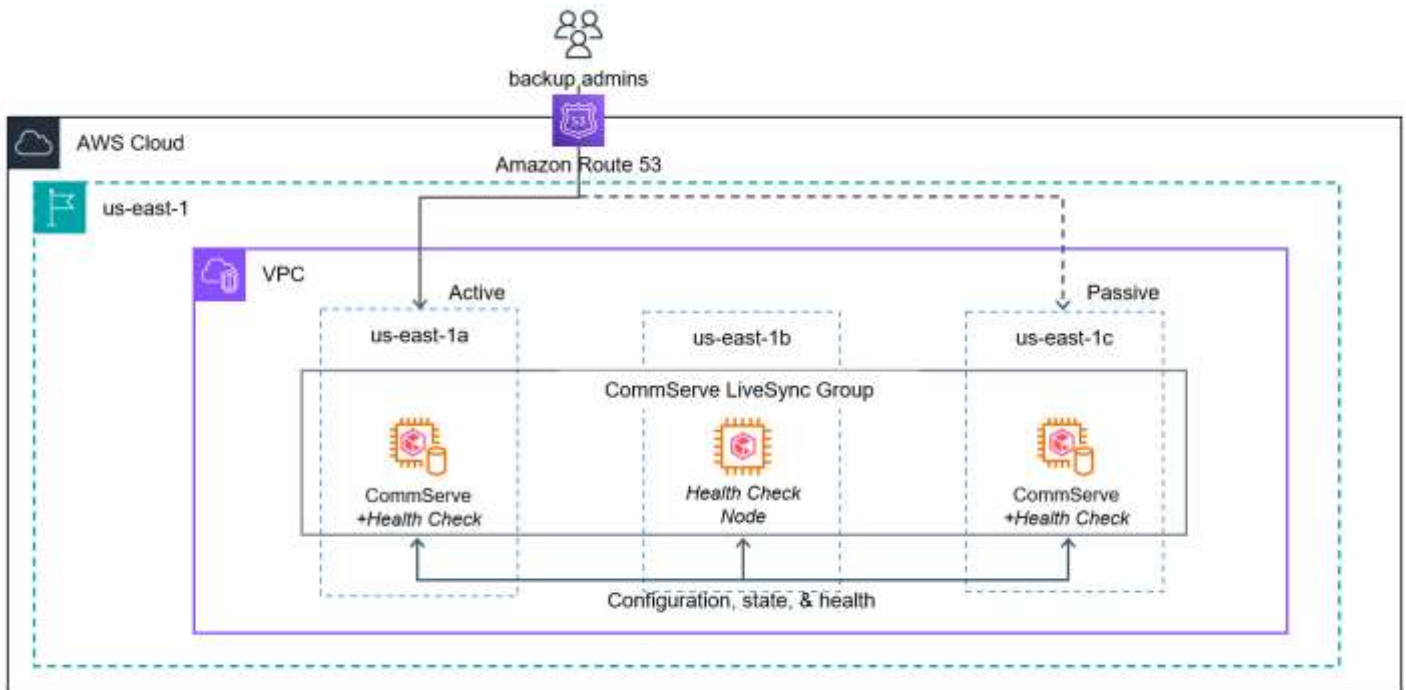 backup admins
53
AWS Cloud
Amazon Route 53
us-east-1
VPC
Active
Passive
us-east-1a
us-east-1b
us-east-1c
CommServe LiveSync Group
CommServe
+Health Check
Health Check
Node
CommServe
+Health Check
Configuration, state, & health